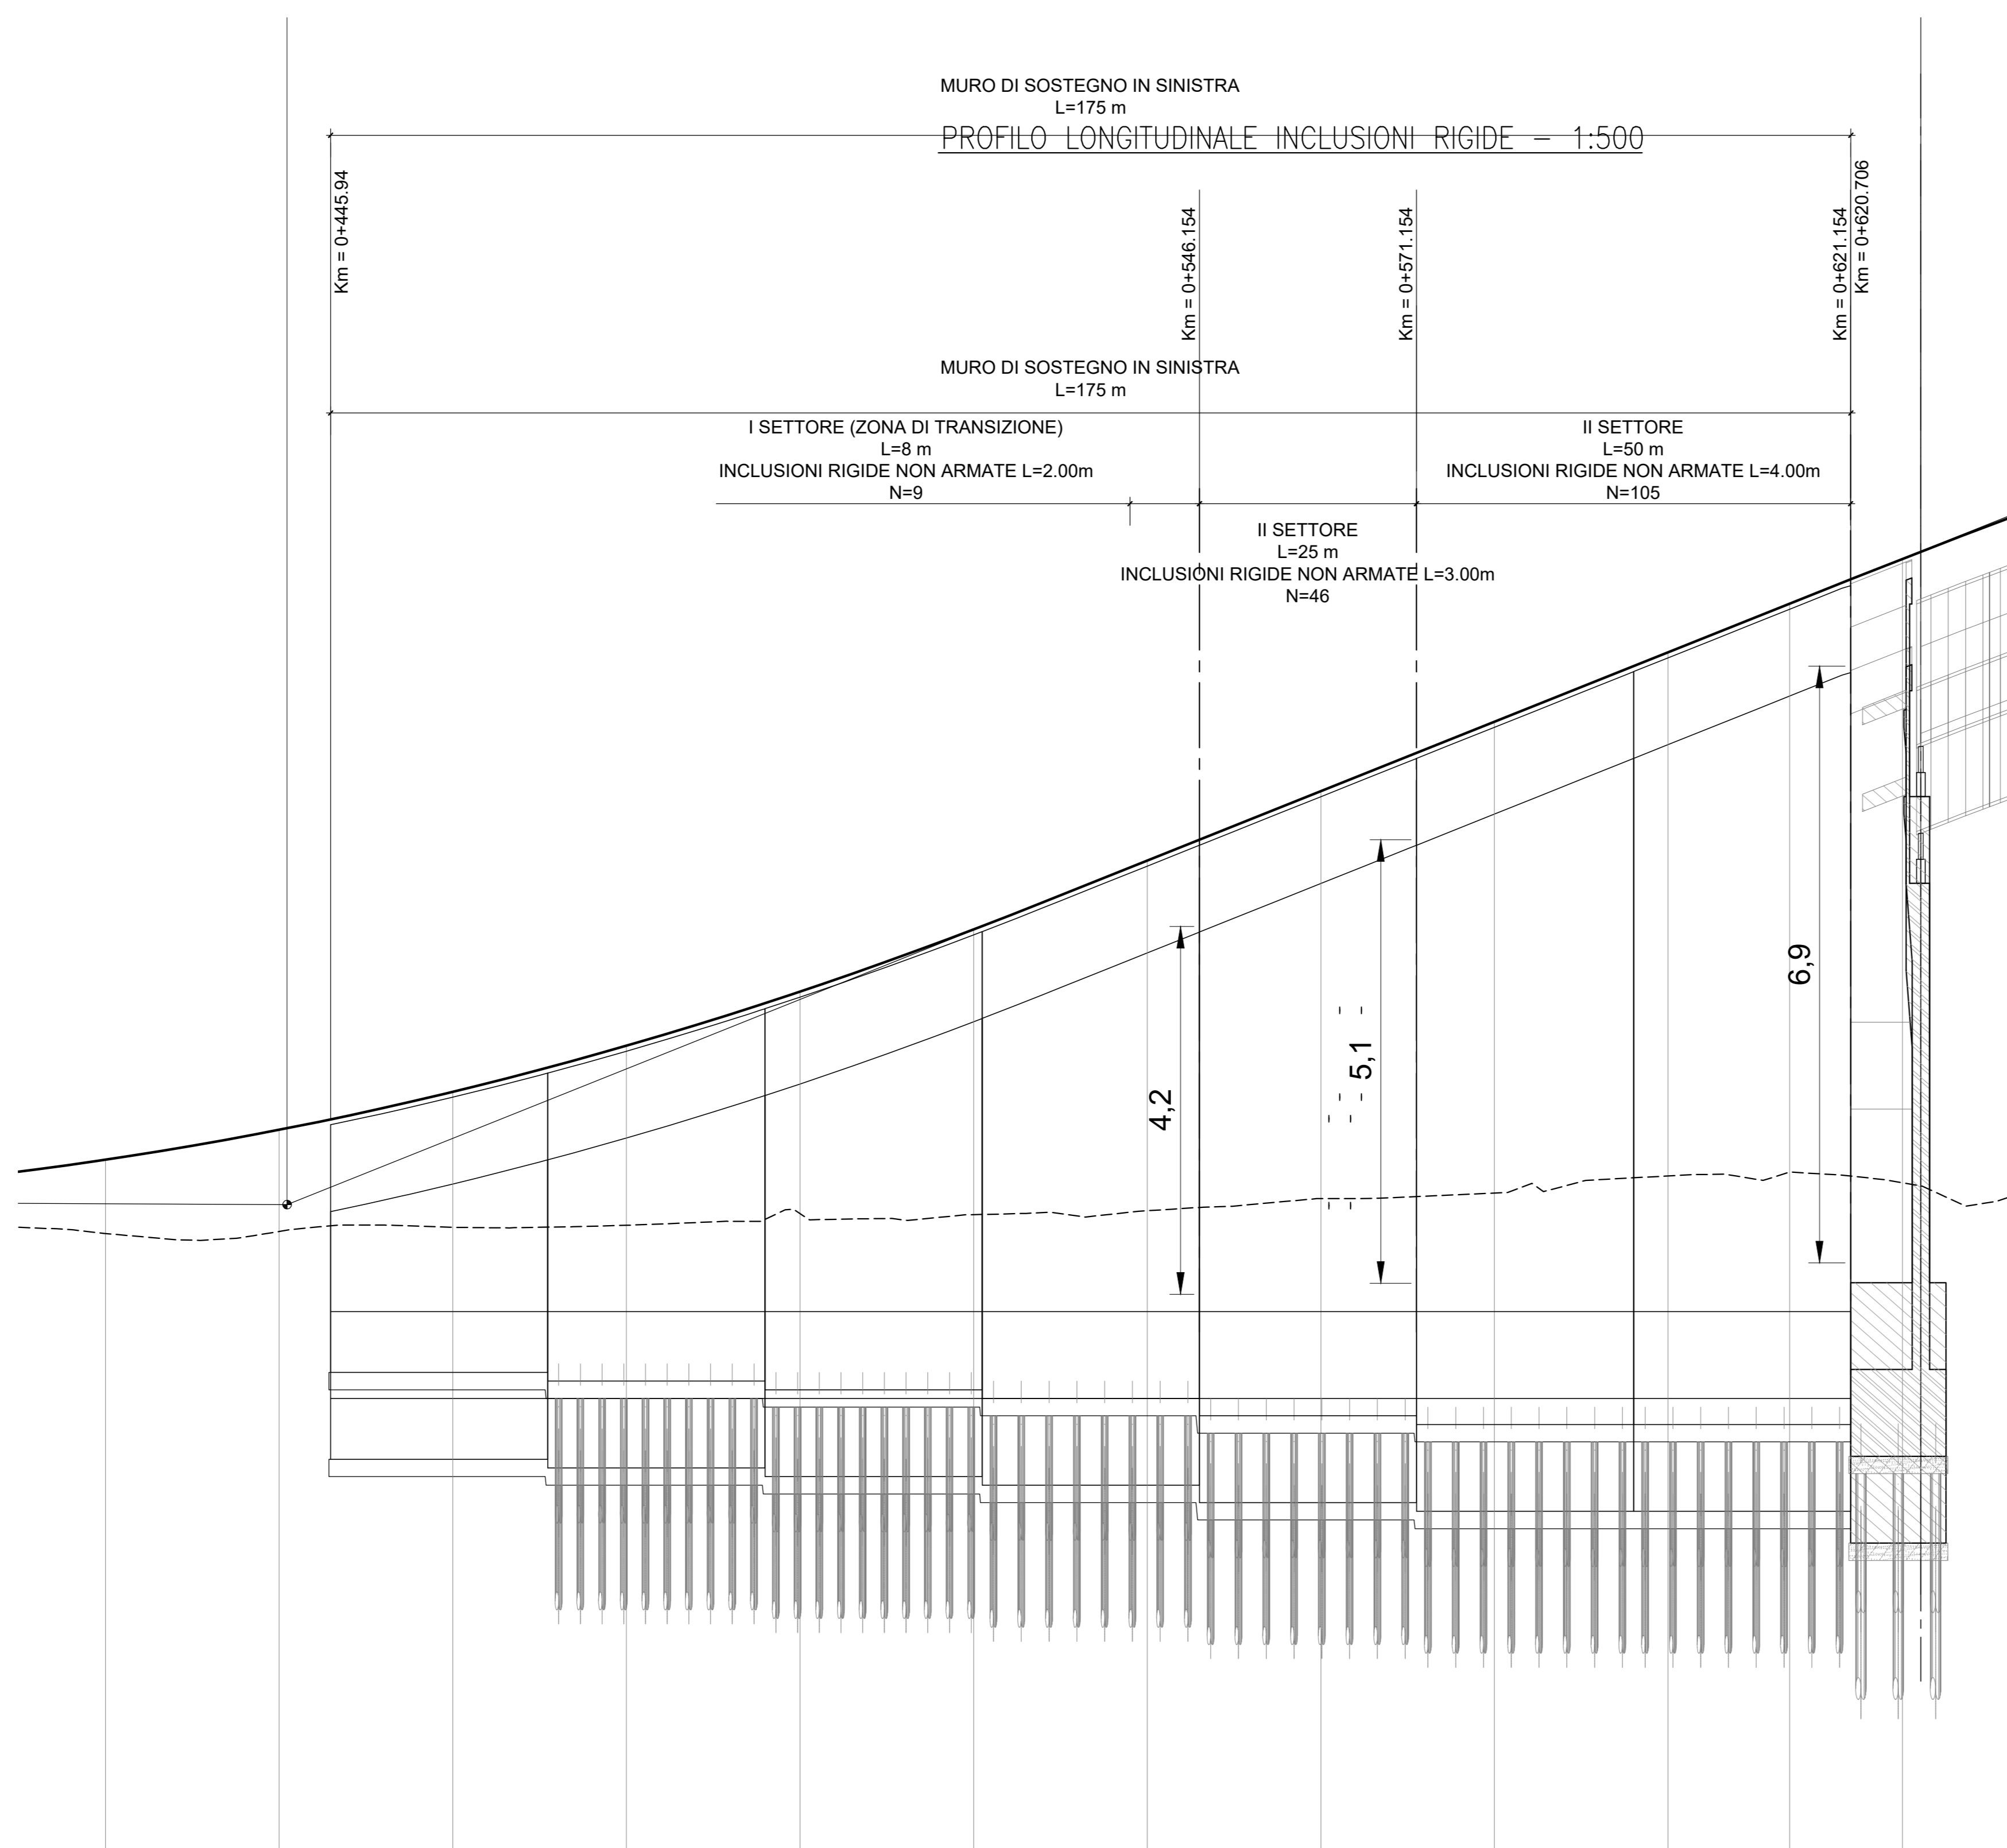 MURO DI SOSTEGNO IN SINISTRA
L=175 m
PROFILO LONGITUDINALE INCLUSIONI RIGIDE - 1:500
Km = 0+445.94
Km = 0+546.154
Km = 0+571.154
Km = 0+621.154
Km = 0+620.706
MURO DI SOSTEGNO IN SINISTRA
L=175 m
I SETTORE (ZONA DI TRANSIZIONE)
L=8 m
INCLUSIONI RIGIDE NON ARMATE L=2.00m
N=9
II SETTORE
L=50 m
INCLUSIONI RIGIDE NON ARMATE L=4.00m
N=105
II SETTORE
L=25 m
INCLUSIONI RIGIDE NON ARMATE L=3.00m
N=46
4,2
5,1
6,9